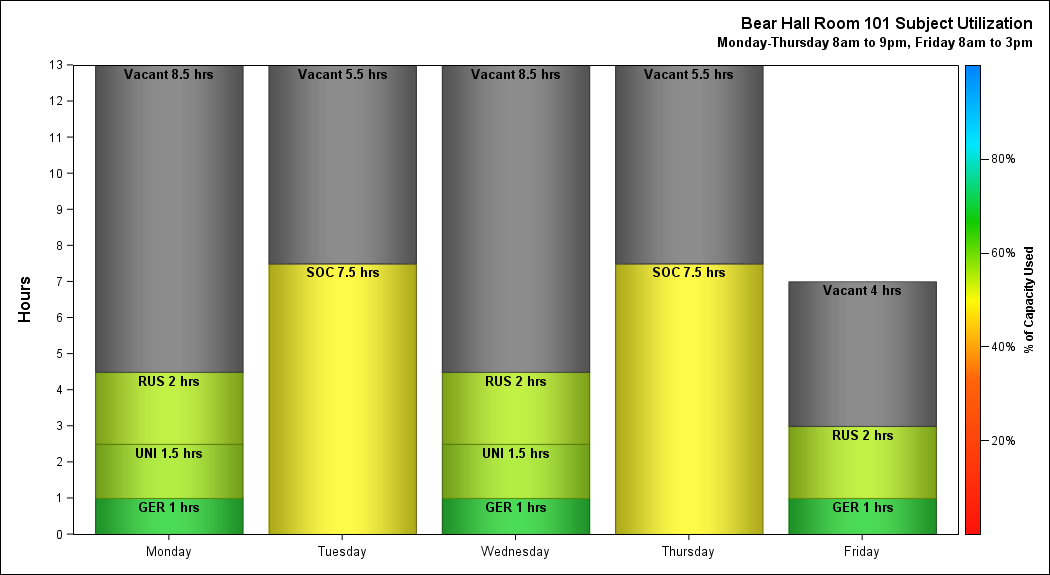 Bear Hall Room 101 Subject Utilization
Monday-Thursday 8am to 9pm, Friday 8am to 3pm
Hours
13
12
11
10
9
8
7
6
5
4
3
2
1
0
Vacant 8.5 hrs
RUS 2 hrs
UNI 1.5 hrs
GER 1 hrs
Vacant 5.5 hrs
SOC 7.5 hrs
Vacant 8.5 hrs
RUS 2 hrs
UNI 1.5 hrs
GER 1 hrs
Vacant 5.5 hrs
SOC 7.5 hrs
Vacant 4 hrs
RUS 2 hrs
GER 1 hrs
Monday
Tuesday
Wednesday
Thursday
Friday
80%
60%
40%
20%
% of Capacity Used